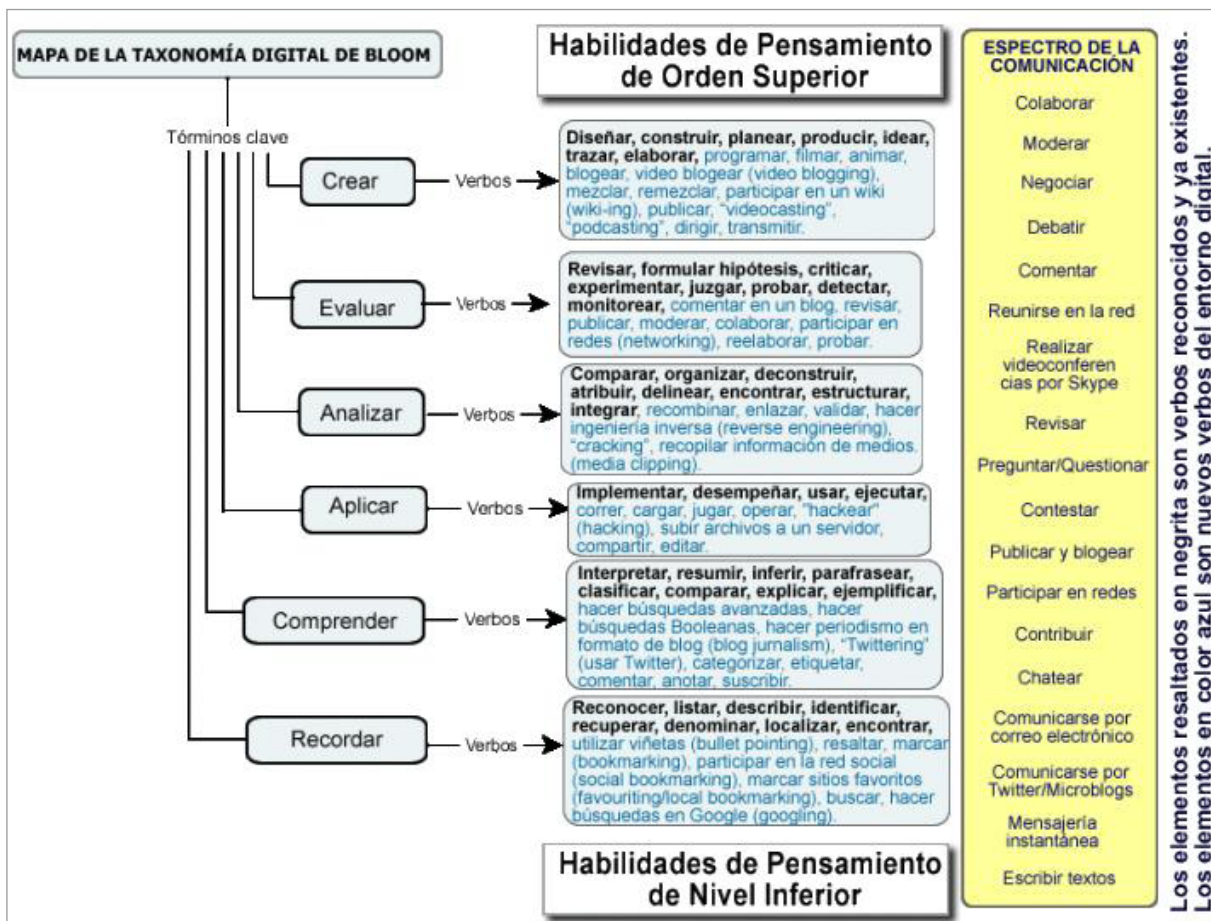 MAPA DE LA TAXONOMÍA DIGITAL DE BLOOM
Habilidades de Pensamiento
de Orden Superior
Términos clave
Crear
Verbos
Diseñar, construir, planear, producir, idear,
trazar, elaborar, programar, filmar, animar,
blogear, video blogear (video blogging),
mezclar, remezclar, participar en un wiki
(wiki-ing), publicar, “videocasting”,
“podcasting”, dirigir, transmitir.
Evaluar
Verbos
Revisar, formular hipótesis, criticar,
experimentar, juzgar, probar, detectar,
monitorear, comentar en un blog, revisar,
publicar, moderar, colaborar, participar en
redes (networking), reelaborar, probar.
Analizar
Verbos
Comparar, organizar, deconstruir,
atribuir, delinear, encontrar, estructurar,
integrar, recombinar, enlazar, validar, hacer
ingeniería inversa (reverse engineering),
“cracking”, recopilar información de medios.
(media clipping).
Aplicar
Verbos
Implementar, desempeñar, usar, ejecutar,
correr, cargar, jugar, operar, "hackear"
(hacking), subir archivos a un servidor,
compartir, editar.
Comprender
Verbos
Interpretar, resumir, inferir, parafrasear,
clasificar, comparar, explicar, ejemplificar,
hacer búsquedas avanzadas, hacer
búsquedas Booleanas, hacer periodismo en
formato de blog (blog jurnalism), “Twittering”
(usar Twitter), categorizar, etiquetar,
comentar, anotar, suscribir.
Recordar
Verbos
Reconocer, listar, describir, identificar,
recuperar, denominar, localizar, encontrar,
utilizar viñetas (bullet pointing), resaltar, marcar
(bookmarking), participar en la red social
(social bookmarking), marcar sitios favoritos
(favouriting/local bookmarking), buscar, hacer
búsquedas en Google (googling).
Habilidades de Pensamiento
de Nivel Inferior
ESPECTRO DE LA
COMUNICACIÓN
Colaborar
Moderar
Negociar
Debatir
Comentar
Reunirse en la red
Realizar
videoconferen
cias por Skype
Revisar
Preguntar/Questionar
Contestar
Publicar y blogear
Participar en redes
Contribuir
Chatear
Comunicarse por
correo electrónico
Comunicarse por
Twitter/Microblogs
Mensajería
instantánea
Escribir textos
Los elementos resaltados en negrita son verbos reconocidos y ya existentes.
Los elementos en color azul son nuevos verbos del entorno digital.